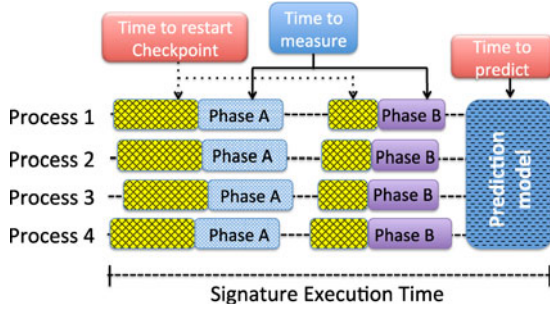 Time to restart
Checkpoint
Time to
measure
Time to
predict
Process 1
Phase A
Phase B
Process 2
Phase A
Phase B
Process 3
Phase A
Phase B
Process 4
Phase A
Phase B
Prediction
model
Signature Execution Time